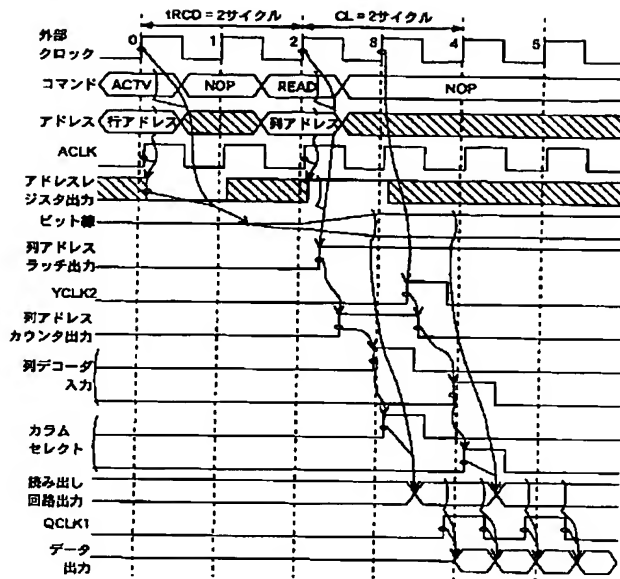 tRCD=2サイクル CL=2サイクル
外部
クロック
0 1 2 3 4 5
コマンド ACTV NOP READ NOP
アドレス 行アドレス 列アドレス
ACLK
アドレスレ
ジスタ出力
ビット線
列アドレス
ラッチ出力
YCLK2
列アドレス
カウンタ出力
列デコーダ
入力
カラム
セレクト
読み出し
回路出力
QCLK1
データ
出力